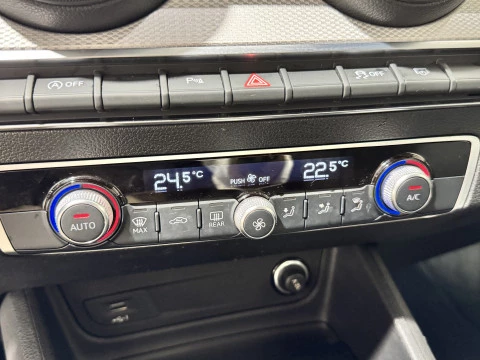 A OFF
P
OFF
24.5°C
PUSH OFF
22.5°C
AUTO
MAX
REAR
A/C